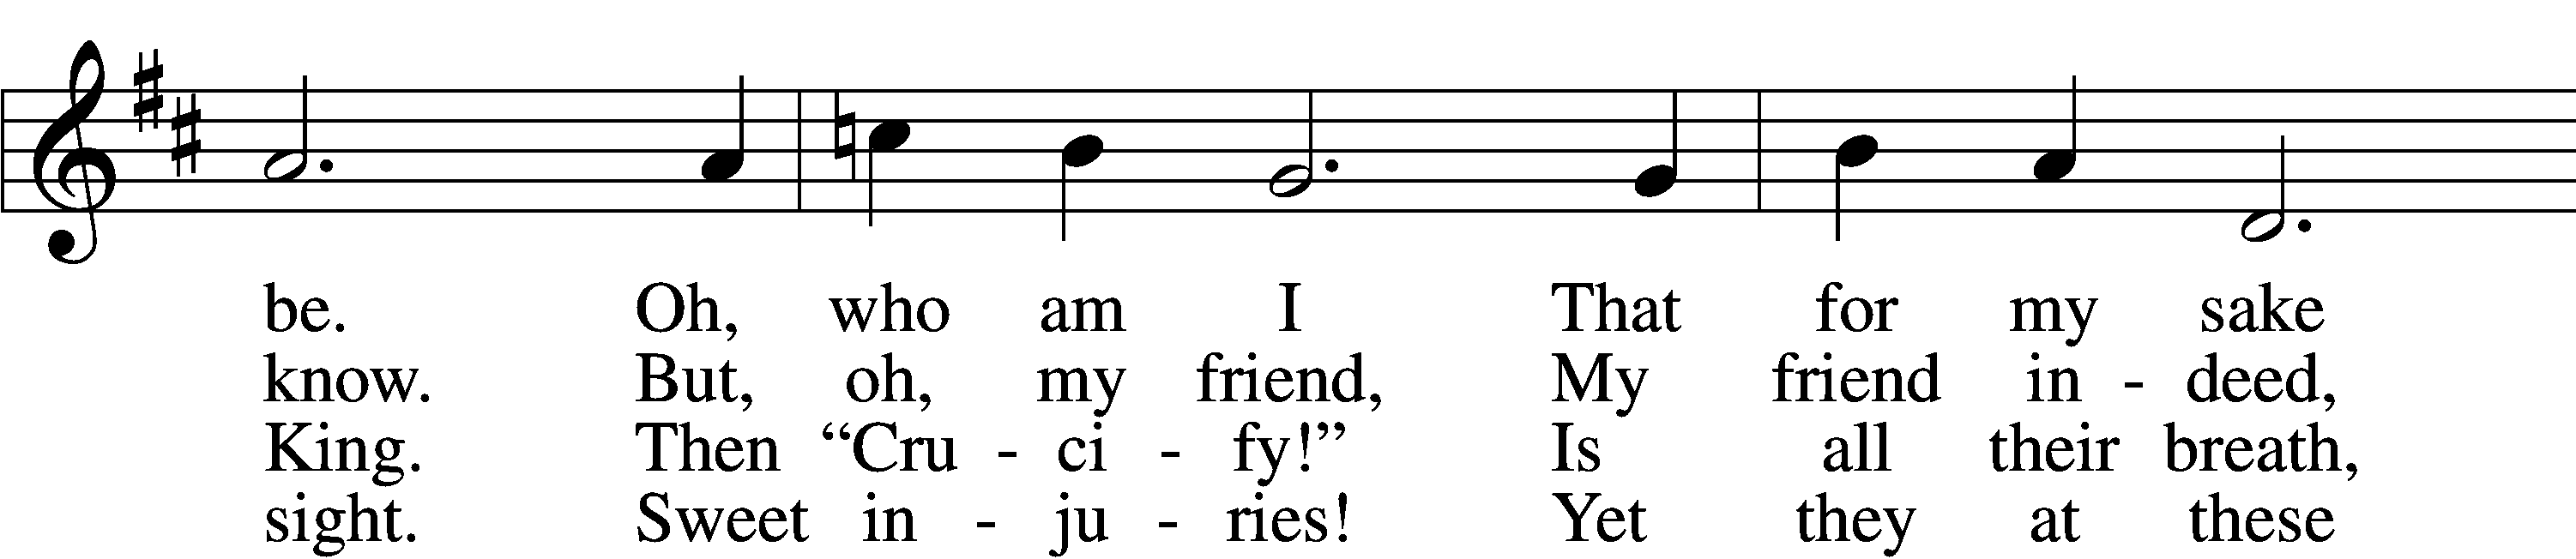 be. Oh, who am I That for my sake
know. But, oh, my friend, My friend in - deed,
King. Then “Cru - ci - fy!” Is all their breath,
sight. Sweet in - ju - ries! Yet they at these